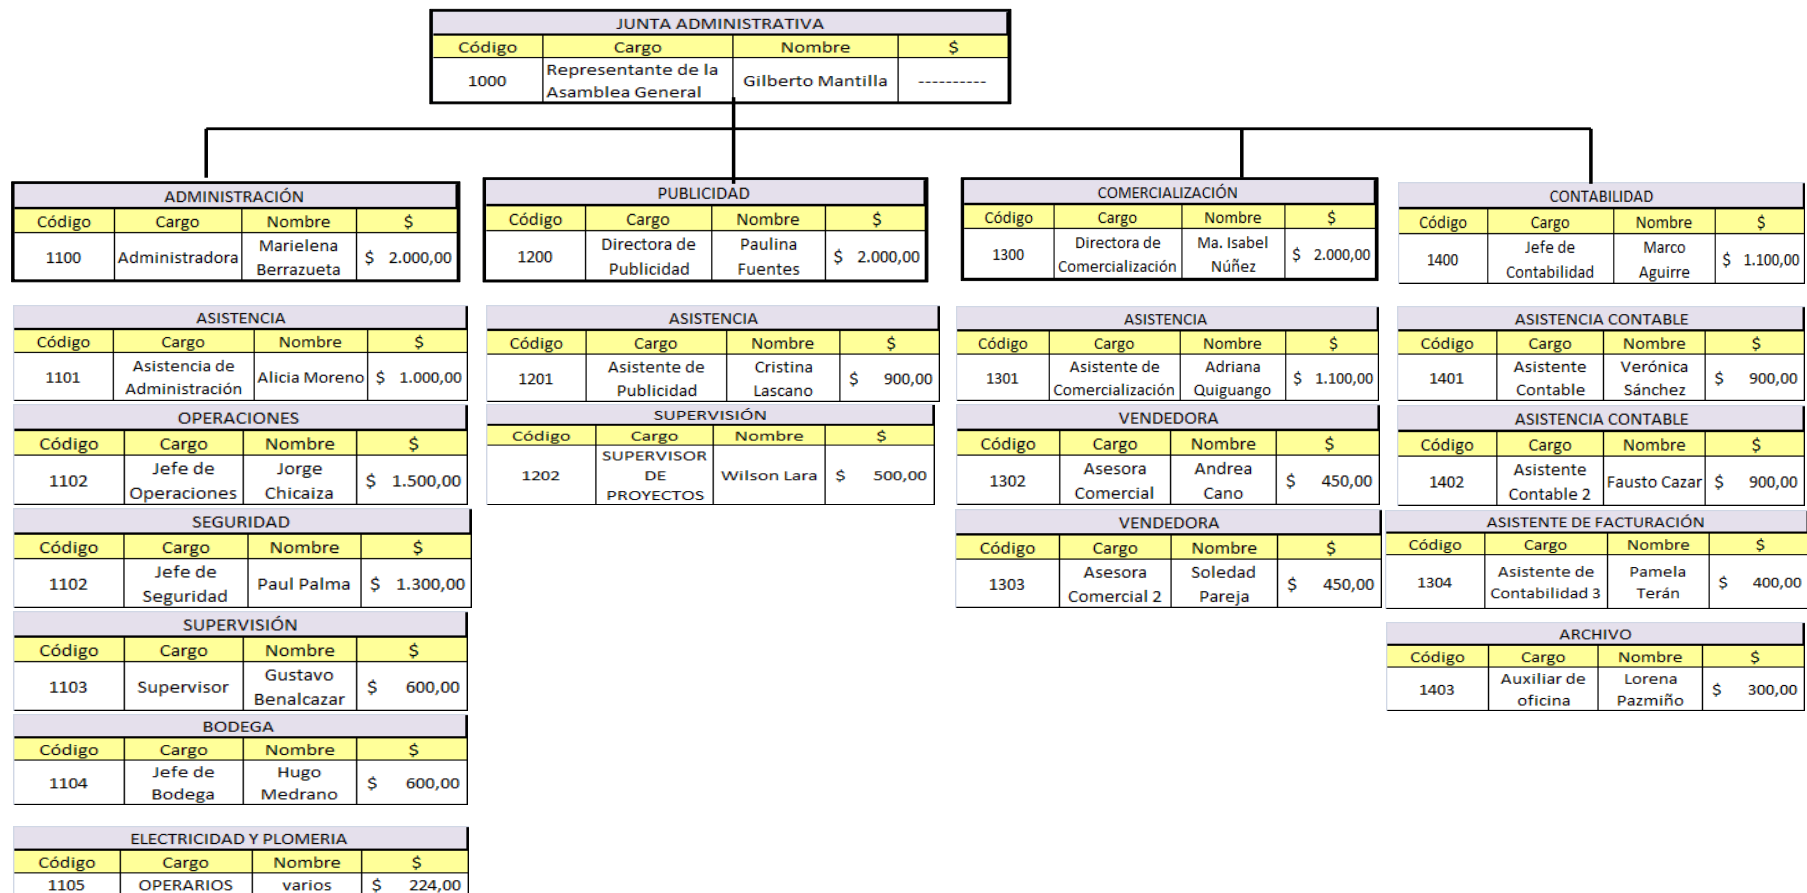 JUNTA ADMINISTRATIVA
Código Cargo Nombre $
1000 Representante de la Asamblea General Gilberto Mantilla ----------
ADMINISTRACIÓN
Código Cargo Nombre $
1100 Administradora Marielena Berrazueta $ 2.000,00
ASISTENCIA
Código Cargo Nombre $
1101 Asistencia de Administración Alicia Moreno $ 1.000,00
OPERACIONES
Código Cargo Nombre $
1102 Jefe de Operaciones Jorge Chicaiza $ 1.500,00
SEGURIDAD
Código Cargo Nombre $
1102 Jefe de Seguridad Paul Palma $ 1.300,00
SUPERVISIÓN
Código Cargo Nombre $
1103 Supervisor Gustavo Benalcazar $ 600,00
BODEGA
Código Cargo Nombre $
1104 Jefe de Bodega Hugo Medrano $ 600,00
ELECTRICIDAD Y PLOMERIA
Código Cargo Nombre $
1105 OPERARIOS varios $ 224,00
PUBLICIDAD
Código Cargo Nombre $
1200 Directora de Publicidad Paulina Fuentes $ 2.000,00
ASISTENCIA
Código Cargo Nombre $
1201 Asistente de Publicidad Cristina Lascano $ 900,00
SUPERVISIÓN
Código Cargo Nombre $
1202 SUPERVISOR DE PROYECTOS Wilson Lara $ 500,00
COMERCIALIZACIÓN
Código Cargo Nombre $
1300 Directora de Comercialización Ma. Isabel Núñez $ 2.000,00
ASISTENCIA
Código Cargo Nombre $
1301 Asistente de Comercialización Adriana Quiguango $ 1.100,00
VENDEDORA
Código Cargo Nombre $
1302 Asesora Comercial Andrea Cano $ 450,00
VENDEDORA
Código Cargo Nombre $
1303 Asesora Comercial 2 Soledad Pareja $ 450,00
CONTABILIDAD
Código Cargo Nombre $
1400 Jefe de Contabilidad Marco Aguirre $ 1.100,00
ASISTENCIA CONTABLE
Código Cargo Nombre $
1401 Asistente Contable Verónica Sánchez $ 900,00
ASISTENCIA CONTABLE
Código Cargo Nombre $
1402 Asistente Contable 2 Fausto Cazar $ 900,00
ASISTENTE DE FACTURACIÓN
Código Cargo Nombre $
1304 Asistente de Contabilidad 3 Pamela Terán $ 400,00
ARCHIVO
Código Cargo Nombre $
1403 Auxiliar de oficina Lorena Pazmiño $ 300,00